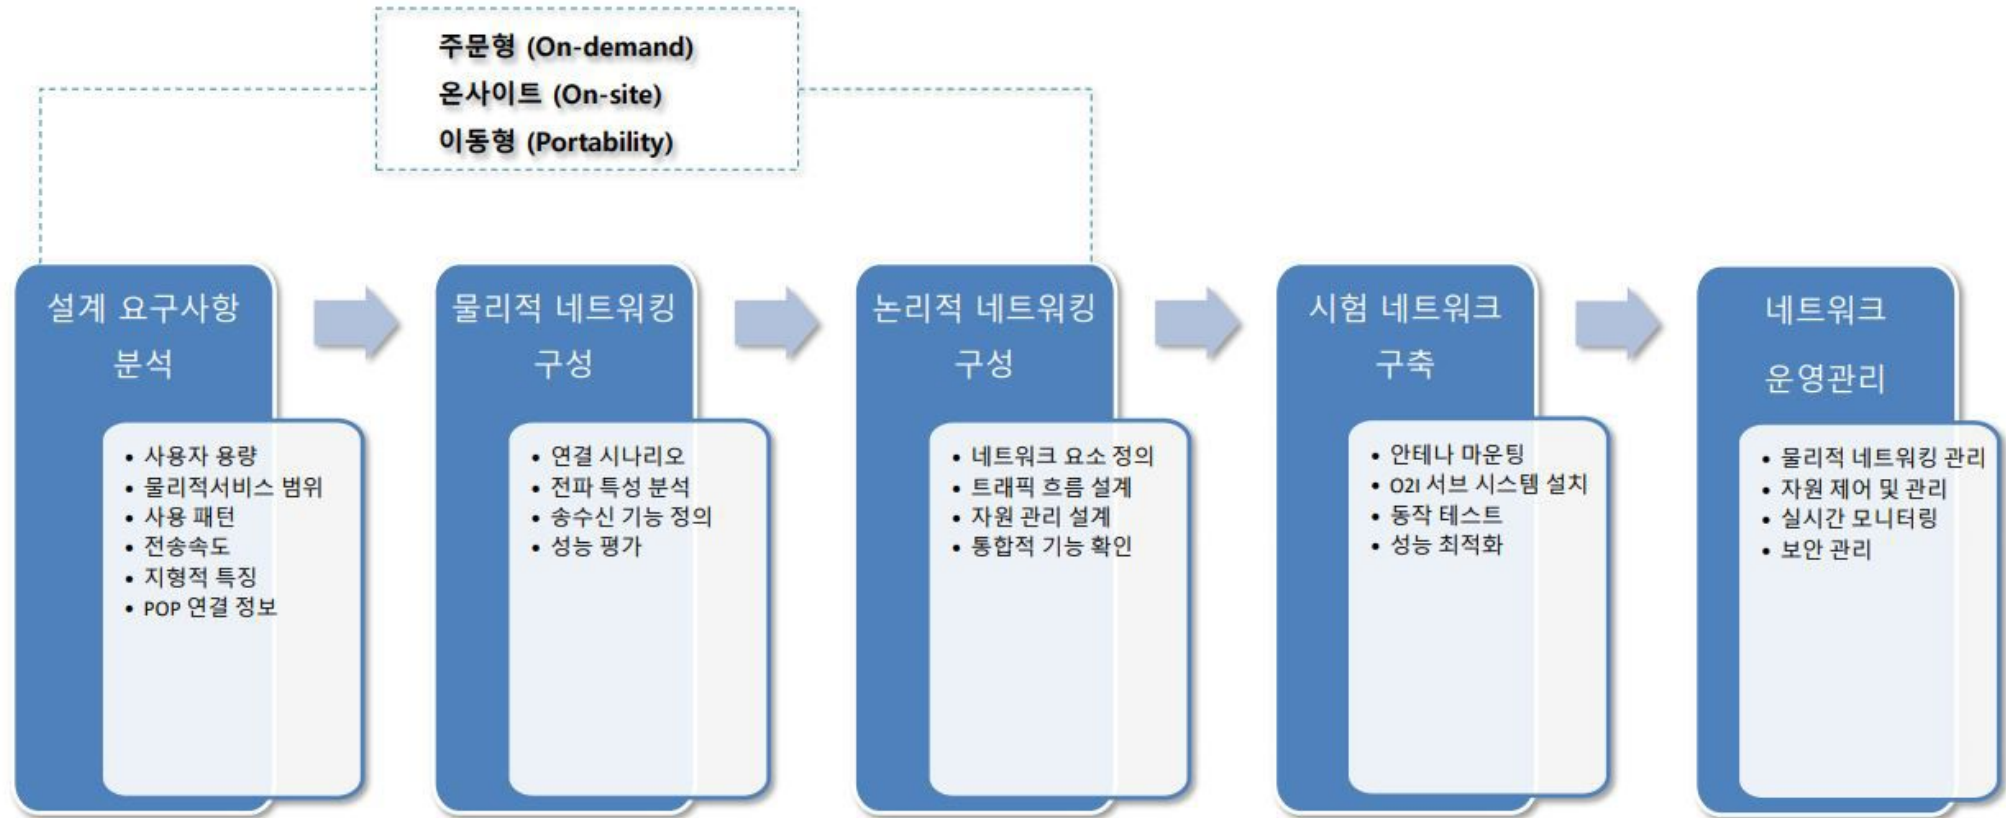 주문형 (On-demand)
온사이트 (On-site)
이동형 (Portability)
설계 요구사항
분석
• 사용자 용량
• 물리적서비스 범위
• 사용 패턴
• 전송속도
• 지형적 특징
• POP 연결 정보
물리적 네트워킹
구성
• 연결 시나리오
• 전파 특성 분석
• 송수신 기능 정의
• 성능 평가
논리적 네트워킹
구성
• 네트워크 요소 정의
• 트래픽 흐름 설계
• 자원 관리 설계
• 통합적 기능 확인
시험 네트워크
구축
• 안테나 마운팅
• O2I 서브 시스템 설치
• 동작 테스트
• 성능 최적화
네트워크
운영관리
• 물리적 네트워킹 관리
• 자원 제어 및 관리
• 실시간 모니터링
• 보안 관리